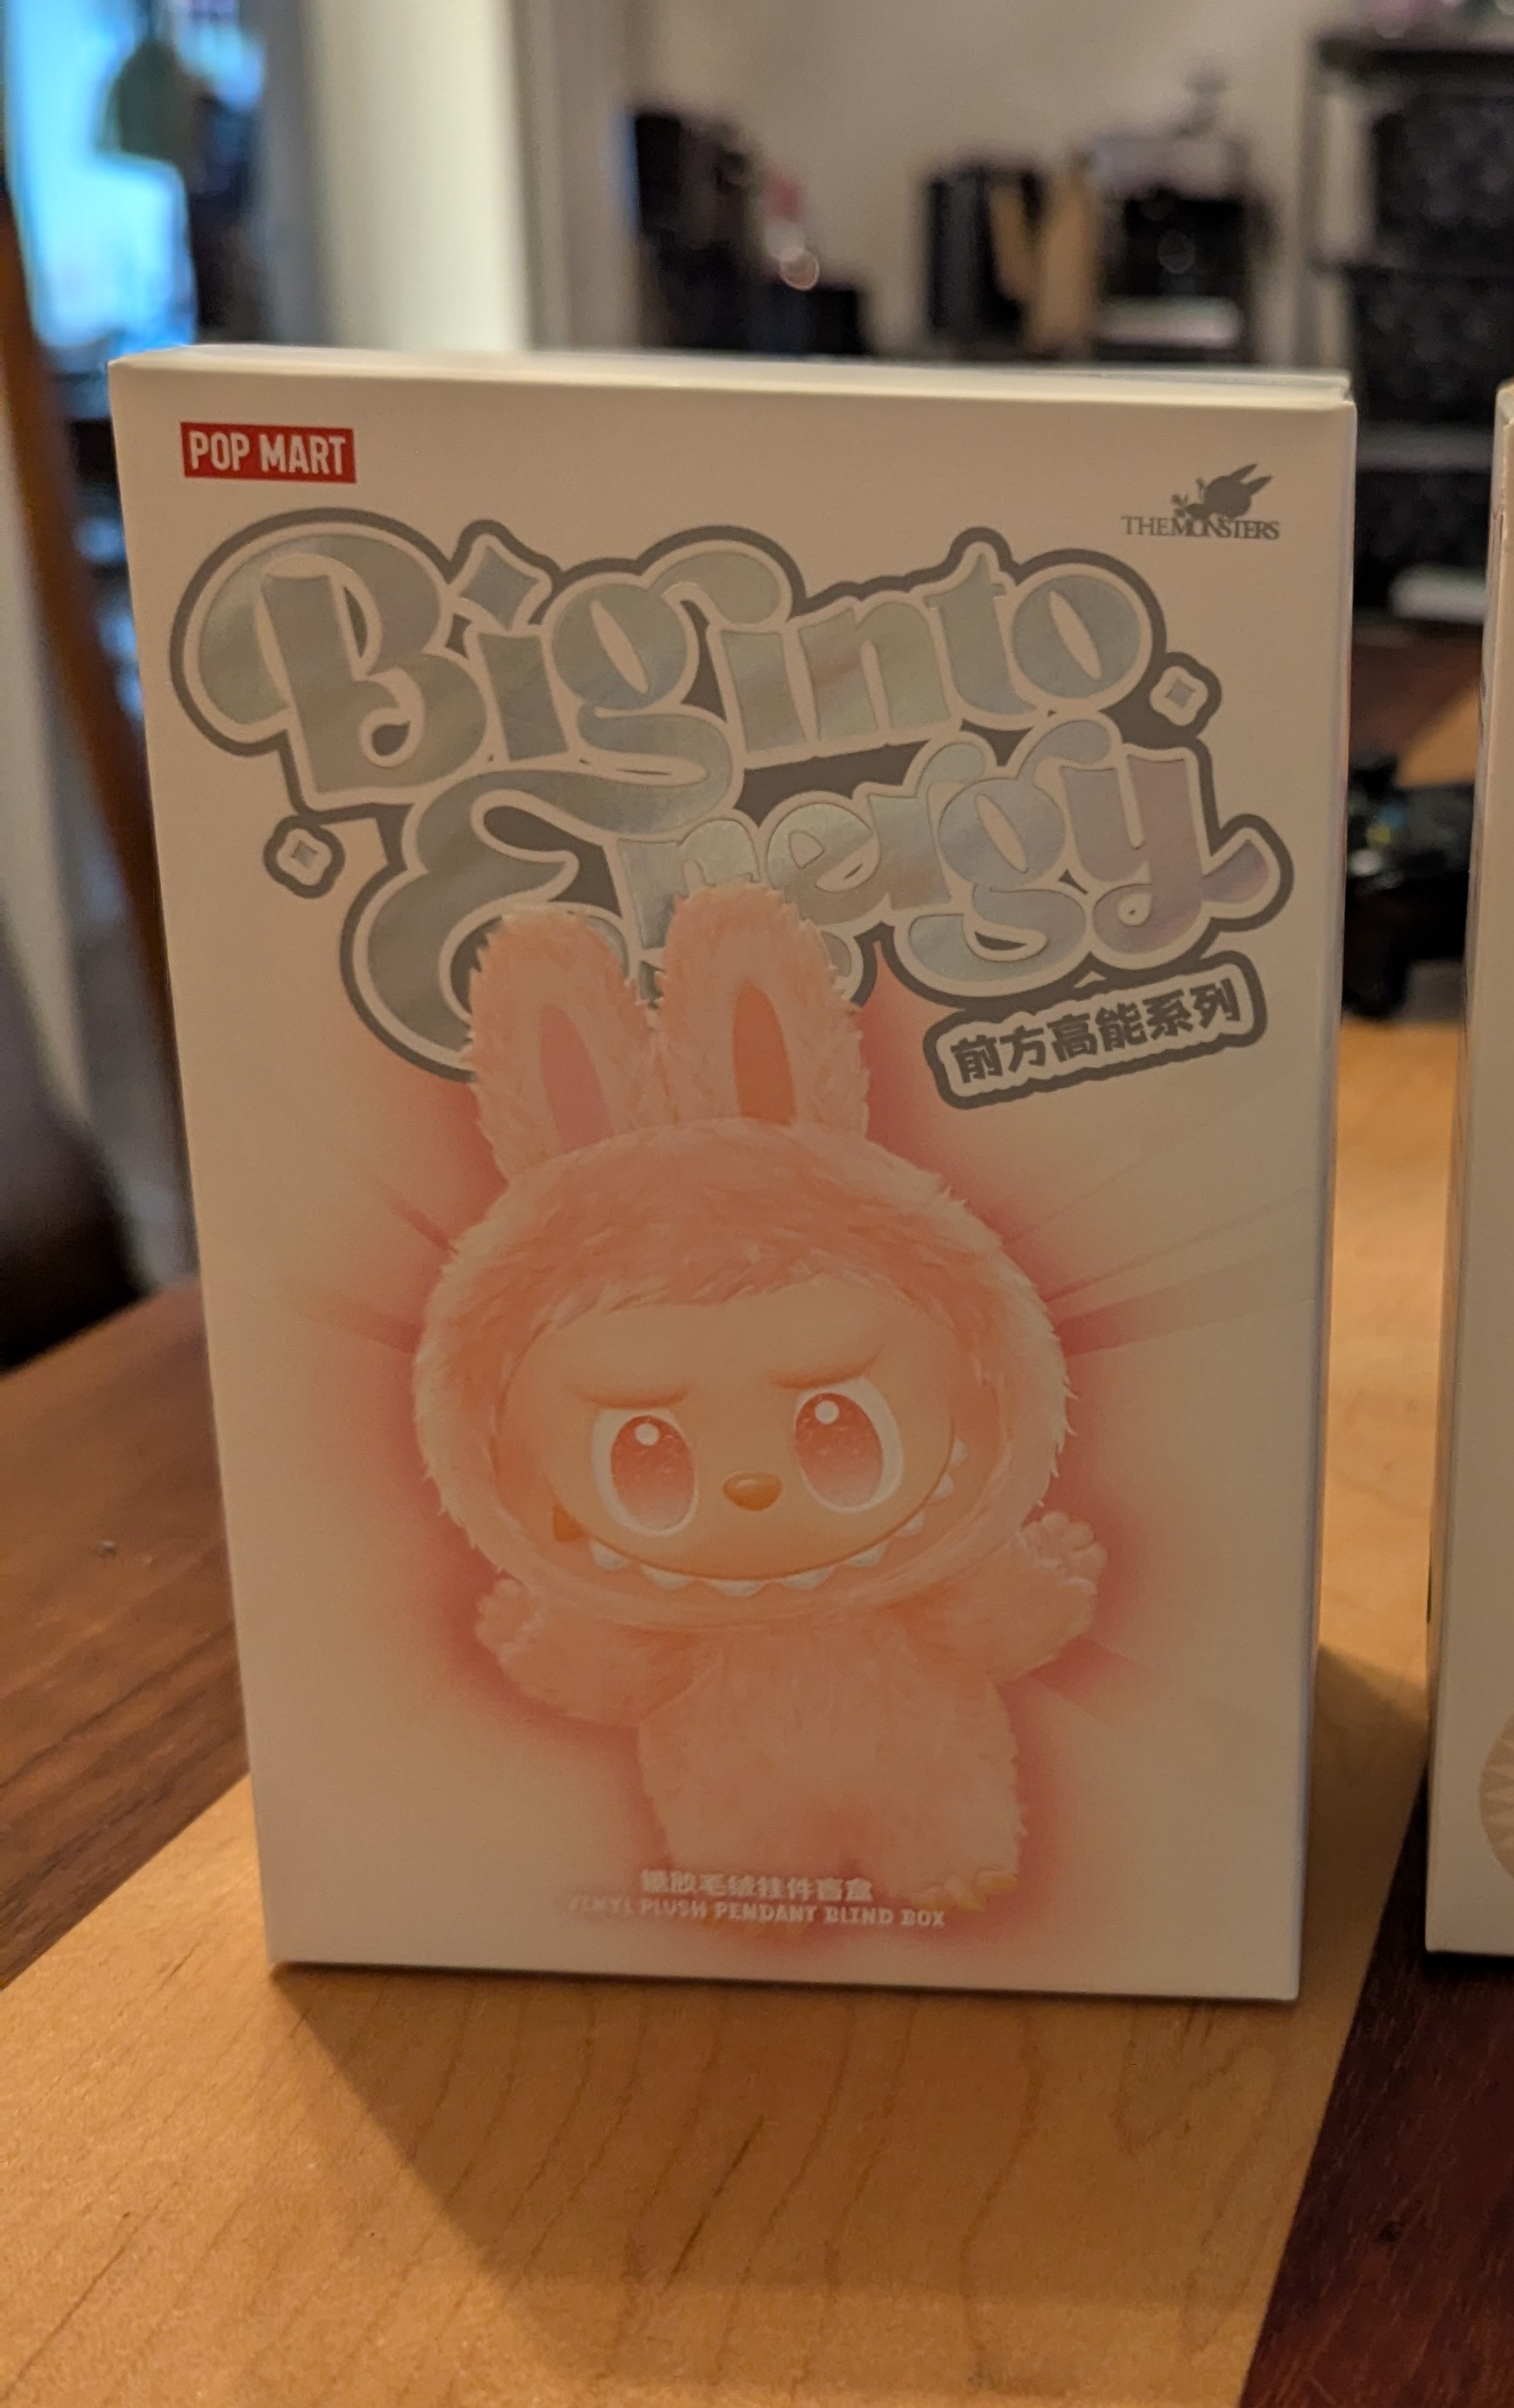 POP MART
THE MONSTERS
Big into
Energy
前方高能系列
搪胶毛绒挂件盲盒
VINYL PLUSH PENDANT BLIND BOX